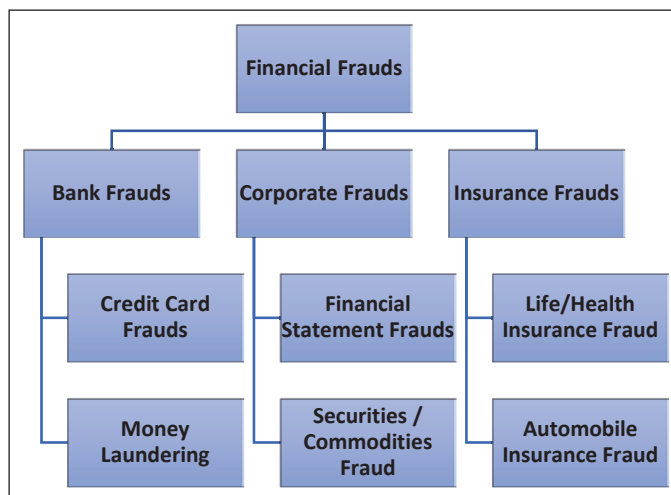 Financial Frauds
Bank Frauds
Corporate Frauds
Insurance Frauds
Credit Card
Frauds
Financial
Statement Frauds
Life/Health
Insurance Fraud
Money
Laundering
Securities /
Commodities
Fraud
Automobile
Insurance Fraud